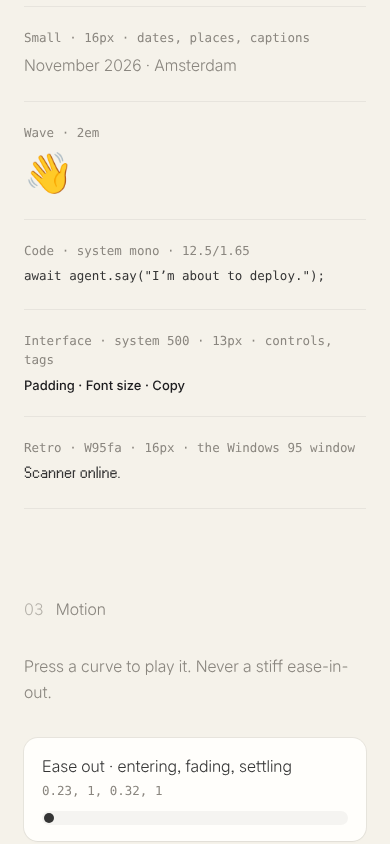 Small · 16px · dates, places, captions
November 2026 · Amsterdam
Wave · 2em
Code · system mono · 12.5/1.65
await agent.say("I’m about to deploy.");
Interface · system 500 · 13px · controls,
tags
Padding · Font size · Copy
Retro · W95fa · 16px · the Windows 95 window
Scanner online.
03 Motion
Press a curve to play it. Never a stiff ease-in-
out.
Ease out · entering, fading, settling
0.23, 1, 0.32, 1